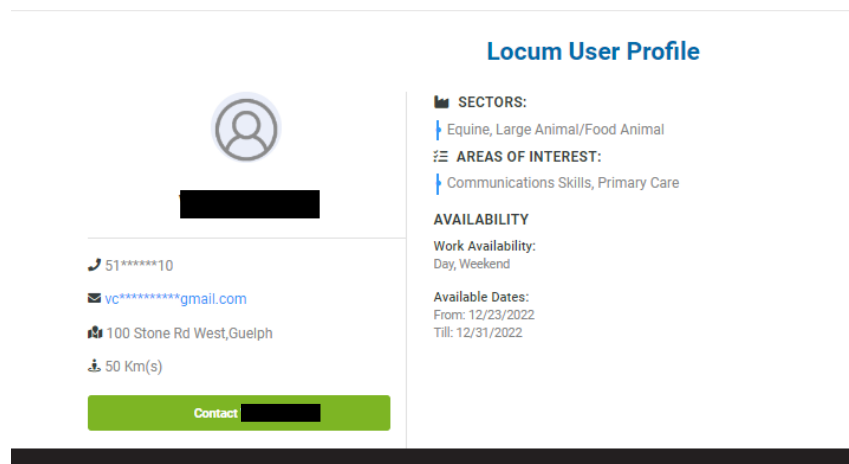 Locum User Profile
51******10
vc**********gmail.com
100 Stone Rd West,Guelph
50 Km(s)
Contact
SECTORS:
Equine, Large Animal/Food Animal
AREAS OF INTEREST:
Communications Skills, Primary Care
AVAILABILITY
Work Availability:
Day, Weekend
Available Dates:
From: 12/23/2022
Till: 12/31/2022